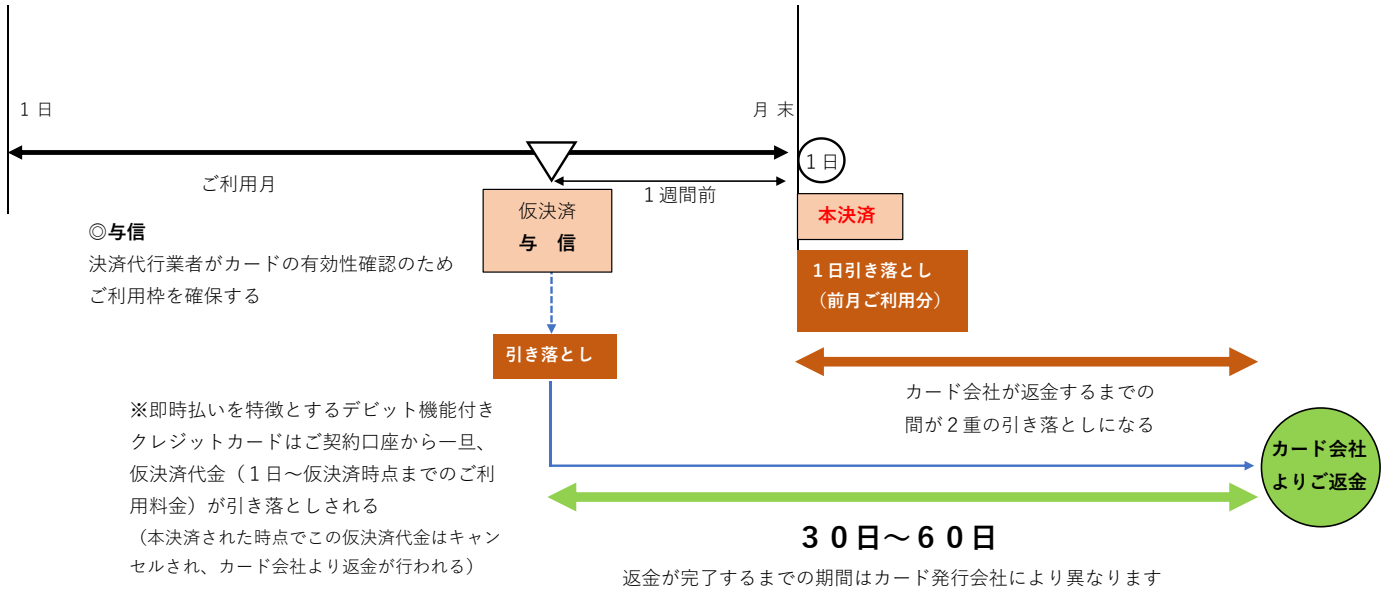 1日
月末
1日
ご利用月
1週間前
仮決済
与 信
本決済
◎与信
決済代行業者がカードの有効性確認のため
ご利用枠を確保する
1日引き落とし
(前月ご利用分)
引き落とし
カード会社が返金するまでの
間が2重の引き落としになる
※即時払いを特徴とするデビット機能付き
クレジットカードはご契約口座から一旦、
仮決済代金(1日~仮決済時点までのご利
用料金)が引き落としされる
(本決済された時点でこの仮決済代金はキャン
セルされ、カード会社より返金が行われる)
カード会社
よりご返金
30日~60日
返金が完了するまでの期間はカード発行会社により異なります